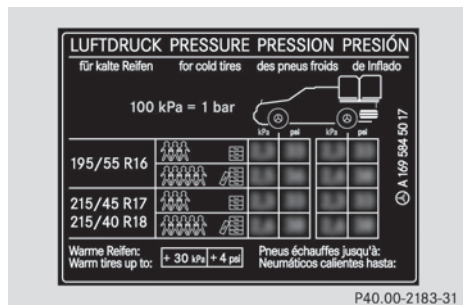 LUFTDRUCK PRESSURE PRESSION PRESIÓN
für kalte Reifen for cold tires des pneus froids de Inflado
100 kPa = 1 bar
kPa psi kPa psi
195/55 R16
215/45 R17
215/40 R18
A 169 584 50 17
Warme Reifen: Pneus échauffes jusqu'à:
Warm tires up to: + 30 kPa + 4 psi Neumáticos calientes hasta:
P40.00-2183-31